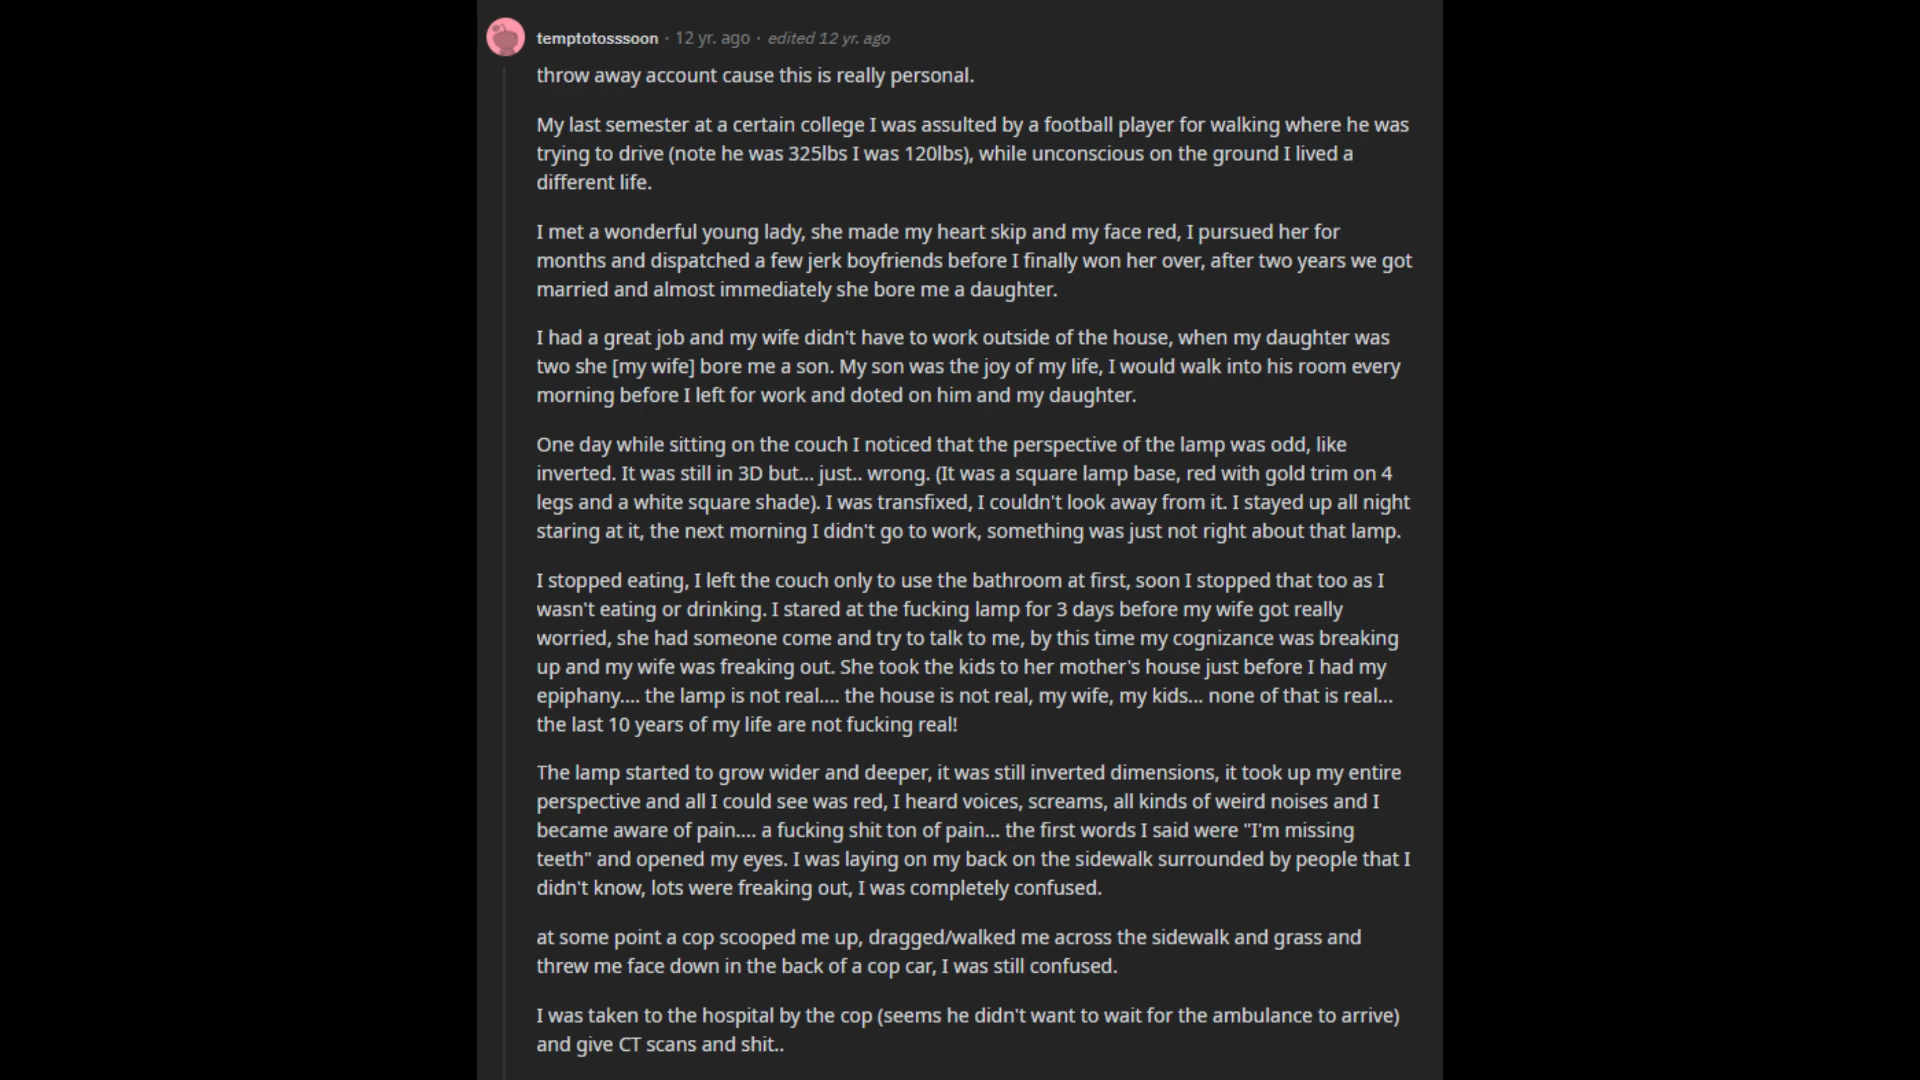 temptotosssoon · 12 yr. ago · edited 12 yr. ago
throw away account cause this is really personal.
My last semester at a certain college I was assulted by a football player for walking where he was
trying to drive (note he was 325lbs I was 120lbs), while unconscious on the ground I lived a
different life.
I met a wonderful young lady, she made my heart skip and my face red, I pursued her for
months and dispatched a few jerk boyfriends before I finally won her over, after two years we got
married and almost immediately she bore me a daughter.
I had a great job and my wife didn't have to work outside of the house, when my daughter was
two she [my wife] bore me a son. My son was the joy of my life, I would walk into his room every
morning before I left for work and doted on him and my daughter.
One day while sitting on the couch I noticed that the perspective of the lamp was odd, like
inverted. It was still in 3D but... just.. wrong. (It was a square lamp base, red with gold trim on 4
legs and a white square shade). I was transfixed, I couldn't look away from it. I stayed up all night
staring at it, the next morning I didn't go to work, something was just not right about that lamp.
I stopped eating, I left the couch only to use the bathroom at first, soon I stopped that too as I
wasn't eating or drinking. I stared at the fucking lamp for 3 days before my wife got really
worried, she had someone come and try to talk to me, by this time my cognizance was breaking
up and my wife was freaking out. She took the kids to her mother's house just before I had my
epiphany.... the lamp is not real.... the house is not real, my wife, my kids... none of that is real...
the last 10 years of my life are not fucking real!
The lamp started to grow wider and deeper, it was still inverted dimensions, it took up my entire
perspective and all I could see was red, I heard voices, screams, all kinds of weird noises and I
became aware of pain.... a fucking shit ton of pain... the first words I said were "I'm missing
teeth" and opened my eyes. I was laying on my back on the sidewalk surrounded by people that I
didn't know, lots were freaking out, I was completely confused.
at some point a cop scooped me up, dragged/walked me across the sidewalk and grass and
threw me face down in the back of a cop car, I was still confused.
I was taken to the hospital by the cop (seems he didn't want to wait for the ambulance to arrive)
and give CT scans and shit..